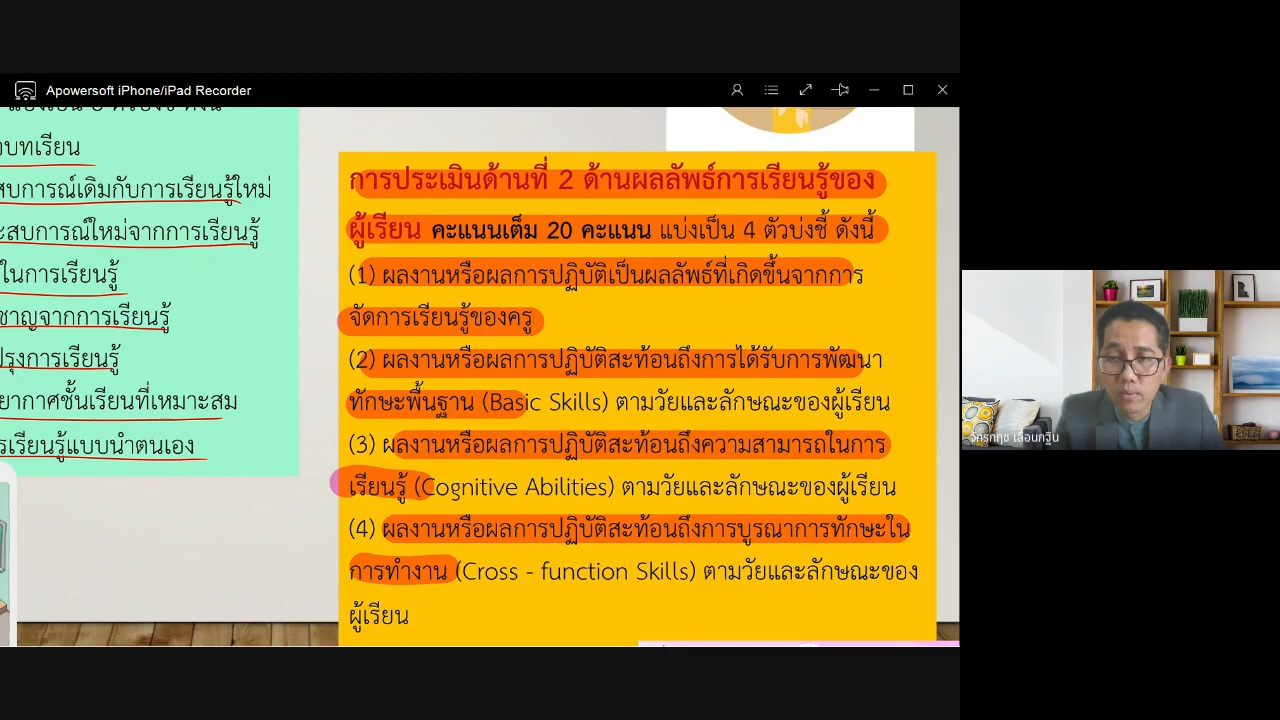 Apowersoft iPhone/iPad Recorder
บทเรียน
สบการณ์เดิมกับการเรียนรู้ใหม่
ะสบการณ์ใหม่จากการเรียนรู้
ในการเรียนรู้
ชาญจากการเรียนรู้
ปรุงการเรียนรู้
ยากาศชั้นเรียนที่เหมาะสม
รเรียนรู้แบบนำตนเอง
การประเมินด้านที่ 2 ด้านผลลัพธ์การเรียนรู้ของ
ผู้เรียน คะแนนเต็ม 20 คะแนน แบ่งเป็น 4 ตัวบ่งชี้ ดังนี้
(1) ผลงานหรือผลการปฏิบัติเป็นผลลัพธ์ที่เกิดขึ้นจากการ
จัดการเรียนรู้ของครู
(2) ผลงานหรือผลการปฏิบัติสะท้อนถึงการได้รับการพัฒนา
ทักษะพื้นฐาน (Basic Skills) ตามวัยและลักษณะของผู้เรียน
(3) ผลงานหรือผลการปฏิบัติสะท้อนถึงความสามารถในการ
เรียนรู้ (Cognitive Abilities) ตามวัยและลักษณะของผู้เรียน
(4) ผลงานหรือผลการปฏิบัติสะท้อนถึงการบูรณาการทักษะใน
การทำงาน (Cross - function Skills) ตามวัยและลักษณะของ
ผู้เรียน
จักรกฤช เลื่อนกฐิน